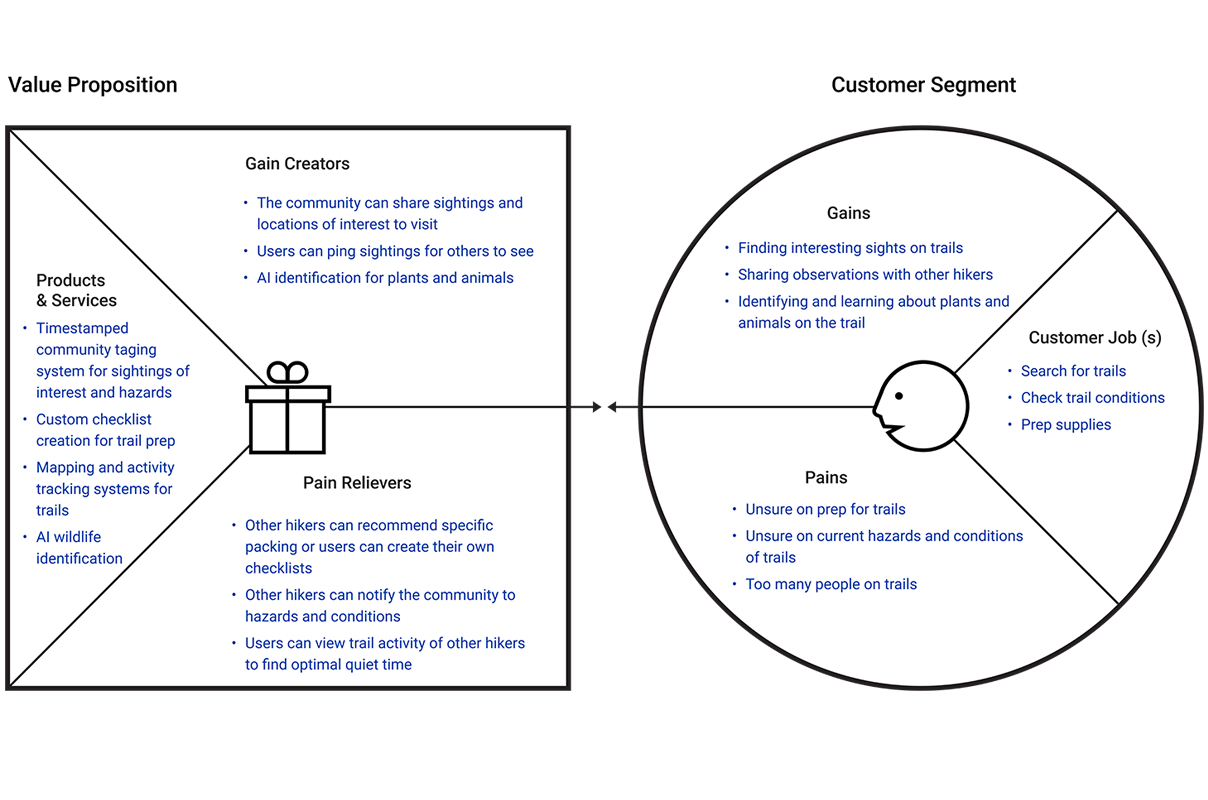 Value Proposition
Gain Creators
• The community can share sightings and
locations of interest to visit
• Users can ping sightings for others to see
• AI identification for plants and animals
Products
& Services
• Timestamped
community taging
system for sightings of
interest and hazards
• Custom checklist
creation for trail prep
• Mapping and activity
tracking systems for
trails
• AI wildlife
identification
Pain Relievers
• Other hikers can recommend specific
packing or users can create their own
checklists
• Other hikers can notify the community to
hazards and conditions
• Users can view trail activity of other hikers
to find optimal quiet time
Customer Segment
Gains
• Finding interesting sights on trails
• Sharing observations with other hikers
• Identifying and learning about plants and
animals on the trail
Customer Job (s)
• Search for trails
• Check trail conditions
• Prep supplies
Pains
• Unsure on prep for trails
• Unsure on current hazards and conditions
of trails
• Too many people on trails